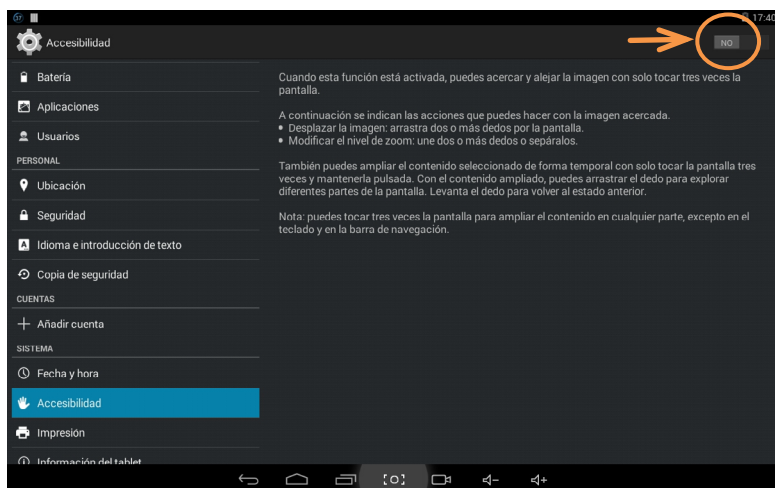 57
17:40
Accesibilidad
NO
Batería
Aplicaciones
Usuarios
PERSONAL
Ubicación
Seguridad
A Idioma e introducción de texto
Copia de seguridad
CUENTAS
Añadir cuenta
SISTEMA
Fecha y hora
Accesibilidad
Impresión
Información del tablet
Cuando esta función está activada, puedes acercar y alejar la imagen con solo tocar tres veces la
pantalla.
A continuación se indican las acciones que puedes hacer con la imagen acercada.
• Desplazar la imagen: arrastra dos o más dedos por la pantalla.
• Modificar el nivel de zoom: une dos o más dedos o sepáralos.
También puedes ampliar el contenido seleccionado de forma temporal con solo tocar la pantalla tres
veces y mantenerla pulsada. Con el contenido ampliado, puedes arrastrar el dedo para explorar
diferentes partes de la pantalla. Levanta el dedo para volver al estado anterior.
Nota: puedes tocar tres veces la pantalla para ampliar el contenido en cualquier parte, excepto en el
teclado y en la barra de navegación.